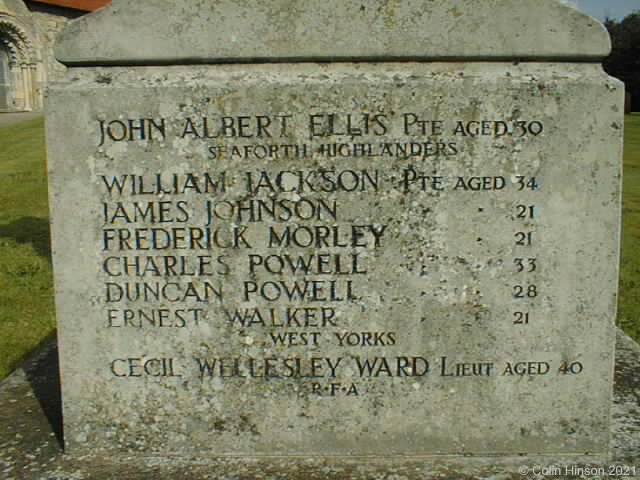 JOHN ALBERT ELLIS PTE AGED 30
SEAFORTH HIGHLANDERS
WILLIAM JACKSON PTE AGED 34
JAMES JOHNSON " 21
FREDERICK MORLEY " 21
CHARLES POWELL " 33
DUNCAN POWELL " 28
ERNEST WALKER " 21
WEST YORKS
CECIL WELLESLEY WARD LIEUT AGED 40
R·F·A
© Colin Hinson 2021